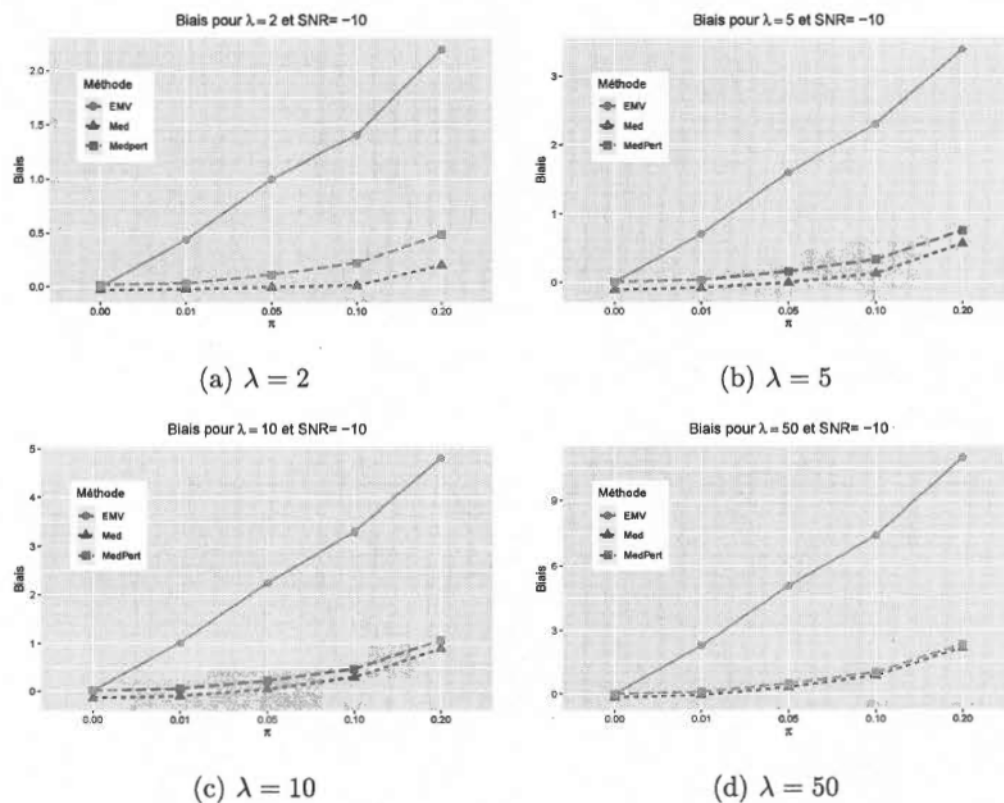 Biais pour λ = 2 et SNR= −10
2.0
1.5
1.0
0.5
0.0
Biais
Méthode
EMV
Med
Medpert
0.00 0.01 0.05 0.10 0.20
π
(a) λ = 2
Biais pour λ = 5 et SNR= −10
3
2
1
0
Biais
Méthode
EMV
Med
MedPert
0.00 0.01 0.05 0.10 0.20
π
(b) λ = 5
Biais pour λ = 10 et SNR= −10
5
4
3
2
1
0
Biais
Méthode
EMV
Med
MedPert
0.00 0.01 0.05 0.10 0.20
π
(c) λ = 10
Biais pour λ = 50 et SNR= −10
9
6
3
0
Biais
Méthode
EMV
Med
MedPert
0.00 0.01 0.05 0.10 0.20
π
(d) λ = 50